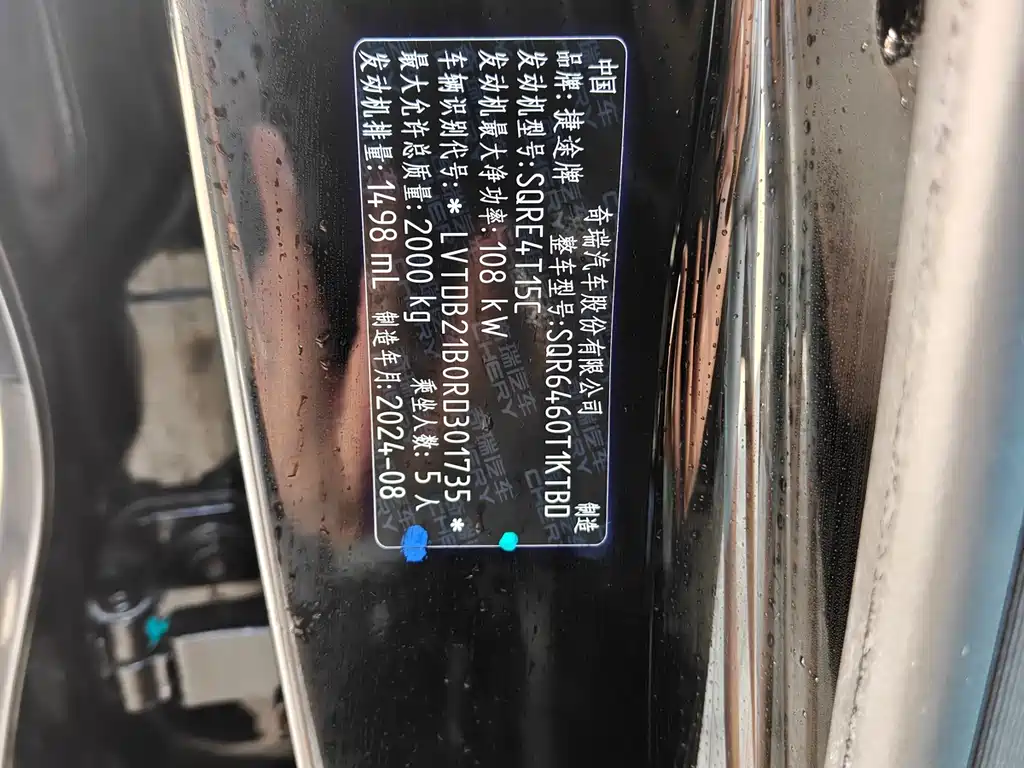 中国 奇瑞汽车股份有限公司 制造
品牌:捷途牌 整车型号:SQR6460T1KTBD
发动机型号:SQRE4T15C
发动机最大净功率:108 kW
车辆识别代号:* LVTDB21B0RD301735 *
最大允许总质量:2000 kg 乘坐人数:5人
发动机排量:1498 mL 制造年月:2024-08